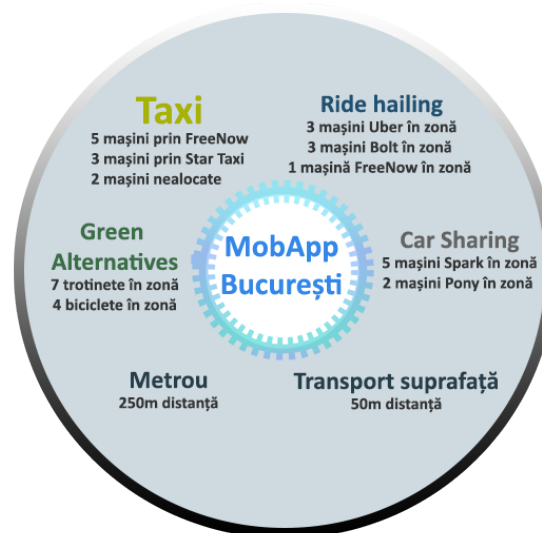 Taxi
5 mașini prin FreeNow
3 mașini prin Star Taxi
2 mașini nealocate
Ride hailing
3 mașini Uber în zonă
3 mașini Bolt în zonă
1 mașină FreeNow în zonă
Green
Alternatives
7 trotinete în zonă
4 biciclete în zonă
MobApp
București
Car Sharing
5 mașini Spark în zonă
2 mașini Pony în zonă
Metrou
250m distanță
Transport suprafață
50m distanță